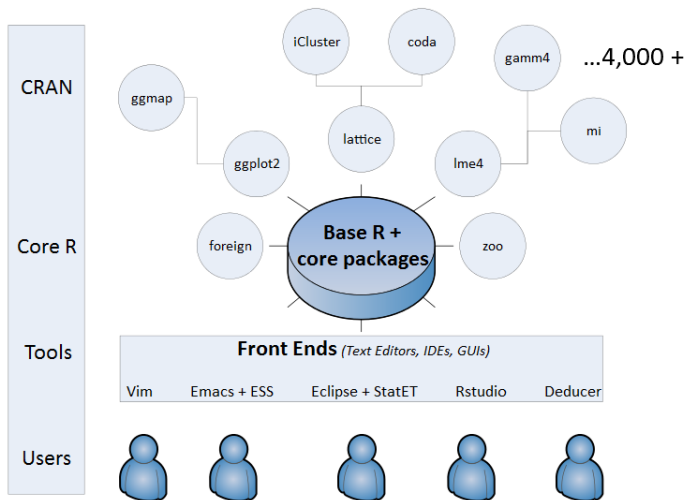 iCluster
coda
gamm4
...4,000 +
CRAN
ggmap
mi
lattice
ggplot2
lme4
Core R
foreign
Base R +
core packages
zoo
Tools
Front Ends (Text Editors, IDEs, GUIs)
Vim
Emacs + ESS
Eclipse + StatET
Rstudio
Deducer
Users